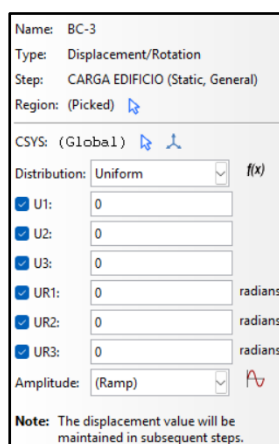 Name: BC-3
Type: Displacement/Rotation
Step: CARGA EDIFICIO (Static, General)
Region: (Picked)
CSYS: (Global)
Distribution: Uniform f(x)
U1: 0
U2: 0
U3: 0
UR1: 0 radians
UR2: 0 radians
UR3: 0 radians
Amplitude: (Ramp)
Note: The displacement value will be
maintained in subsequent steps.